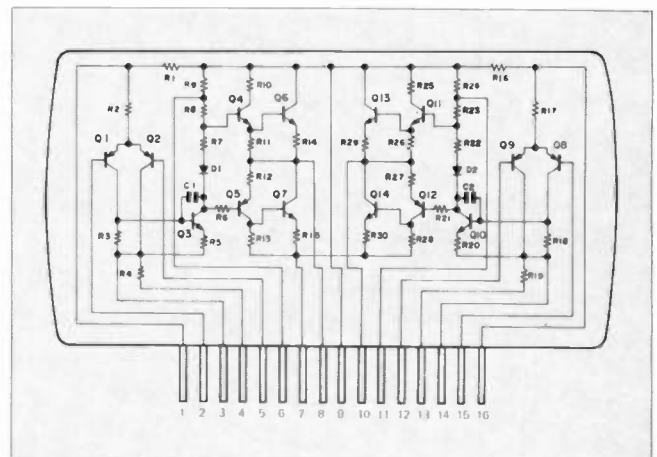 R1 R16
R9 R10 R25 R24
R2 Q4 Q6 Q13 Q11 R17
R8 R23
Q1 Q2 R7 R11 R14 R29 R26 R22 Q9 Q8
D1 R12 R27 D2
C1 Q5 Q7 Q14 Q12 C2
R6 R21
R3 Q3 Q10 R18
R5 R13 R15 R30 R28 R20
R4 R19
1 2 3 4 5 6 7 8 9 10 11 12 13 14 15 16